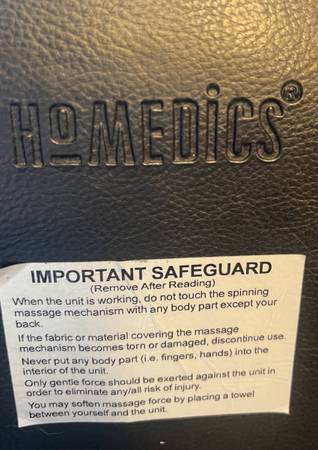 HoMEDiCS®
IMPORTANT SAFEGUARD
(Remove After Reading)
When the unit is working, do not touch the spinning
massage mechanism with any body part except your
back.
If the fabric or material covering the massage
mechanism becomes torn or damaged, discontinue use.
Never put any body part (i.e. fingers, hands) into the
interior of the unit.
Only gentle force should be exerted against the unit in
order to eliminate any/all risk of injury.
You may soften massage force by placing a towel
between yourself and the unit.